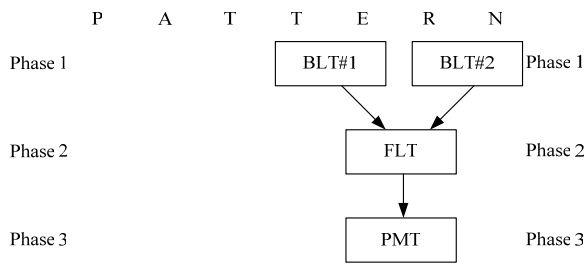 P A T T E R N
Phase 1 BLT#1 BLT#2 Phase 1
Phase 2 FLT Phase 2
Phase 3 PMT Phase 3